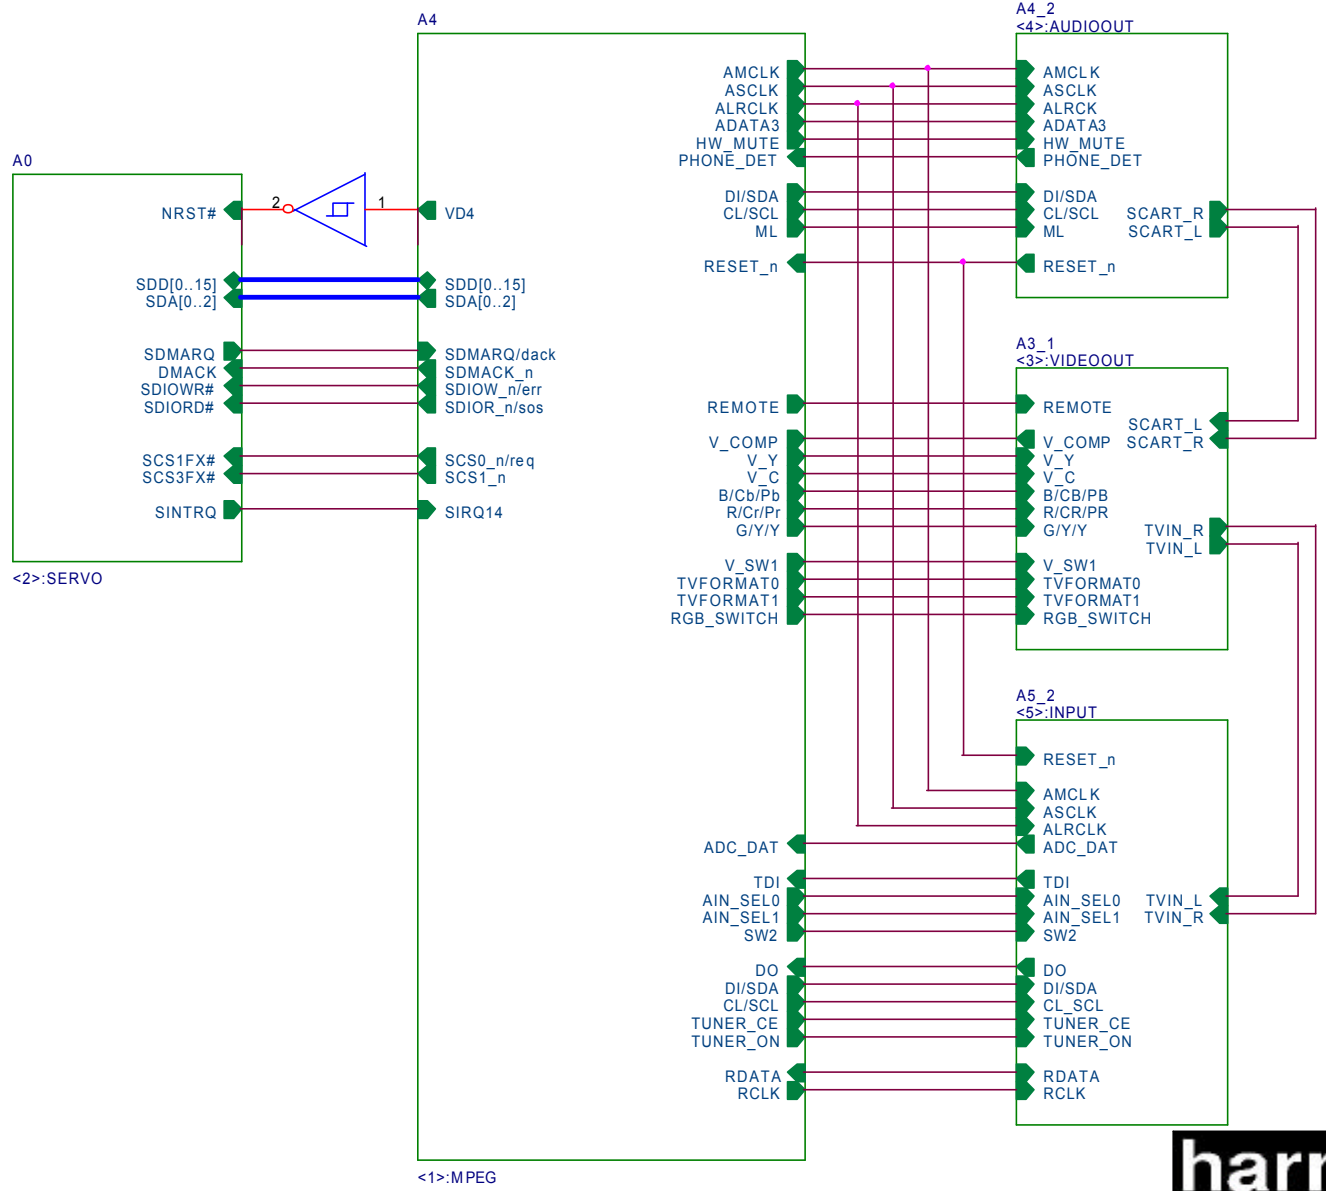 A0
NRST#
SDD[0..15]
SDA[0..2]
SDMARQ
DMACK
SDIOWR#
SDIORD#
SCS1FX#
SCS3FX#
SINTRQ
<2>:SERVO
2
1
A4
VD4
SDD[0..15]
SDA[0..2]
SDMARQ/dack
SDMACK_n
SDIOW_n/err
SDIOR_n/sos
SCS0_n/req
SCS1_n
SIRQ14
AMCLK
ASCLK
ALRCLK
ADATA3
HW_MUTE
PHONE_DET
DI/SDA
CL/SCL
ML
RESET_n
REMOTE
V_COMP
V_Y
V_C
B/Cb/Pb
R/Cr/Pr
G/Y/Y
V_SW1
TVFORMAT0
TVFORMAT1
RGB_SWITCH
ADC_DAT
TDI
AIN_SEL0
AIN_SEL1
SW2
DO
DI/SDA
CL/SCL
TUNER_CE
TUNER_ON
RDATA
RCLK
<1>:MPEG
A4_2
<4>:AUDIOOUT
AMCLK
ASCLK
ALRCK
ADATA3
HW_MUTE
PHONE_DET
DI/SDA
CL/SCL
ML
RESET_n
SCART_R
SCART_L
A3_1
<3>:VIDEOOUT
REMOTE
V_COMP
V_Y
V_C
B/CB/PB
R/CR/PR
G/Y/Y
V_SW1
TVFORMAT0
TVFORMAT1
RGB_SWITCH
SCART_L
SCART_R
TVIN_R
TVIN_L
A5_2
<5>:INPUT
RESET_n
AMCLK
ASCLK
ALRCLK
ADC_DAT
TDI
AIN_SEL0
AIN_SEL1
SW2
DO
DI/SDA
CL_SCL
TUNER_CE
TUNER_ON
RDATA
RCLK
TVIN_L
TVIN_R